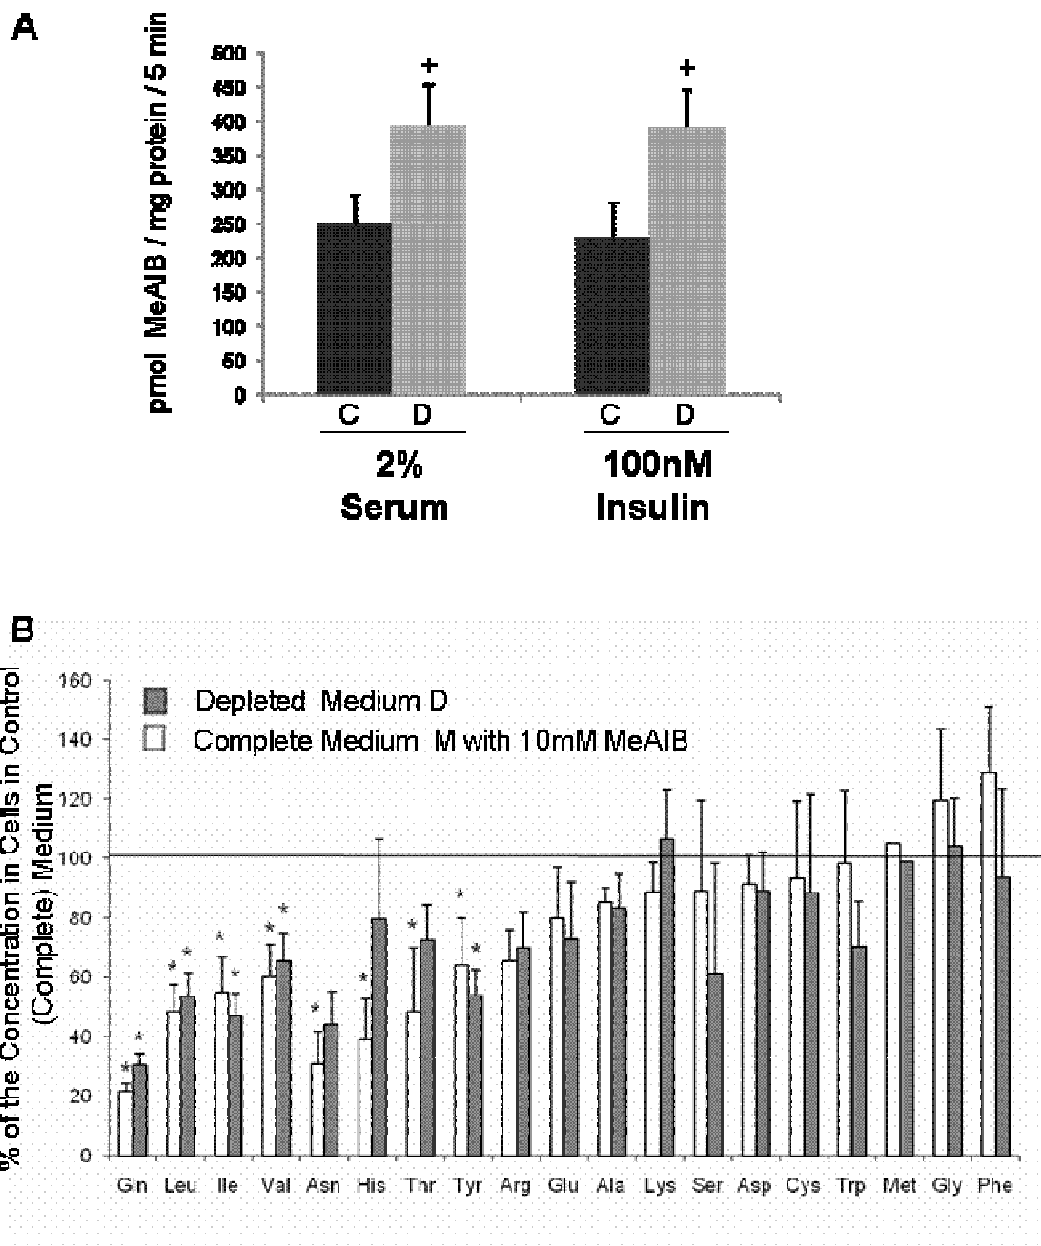 A
pmol MeAIB / mg protein / 5 min
500
450
400
350
300
250
200
150
100
50
0
+
+
C D C D
2% 100nM
Serum Insulin
B
% of the Concentration in Cells in Control
(Complete) Medium
160
140
120
100
80
60
40
20
0
Depleted Medium D
Complete Medium M with 10mM MeAIB
* * * * * * * * * * * * * *
Gln Leu Ile Val Asn His Thr Tyr Arg Glu Ala Lys Ser Asp Cys Trp Met Gly Phe